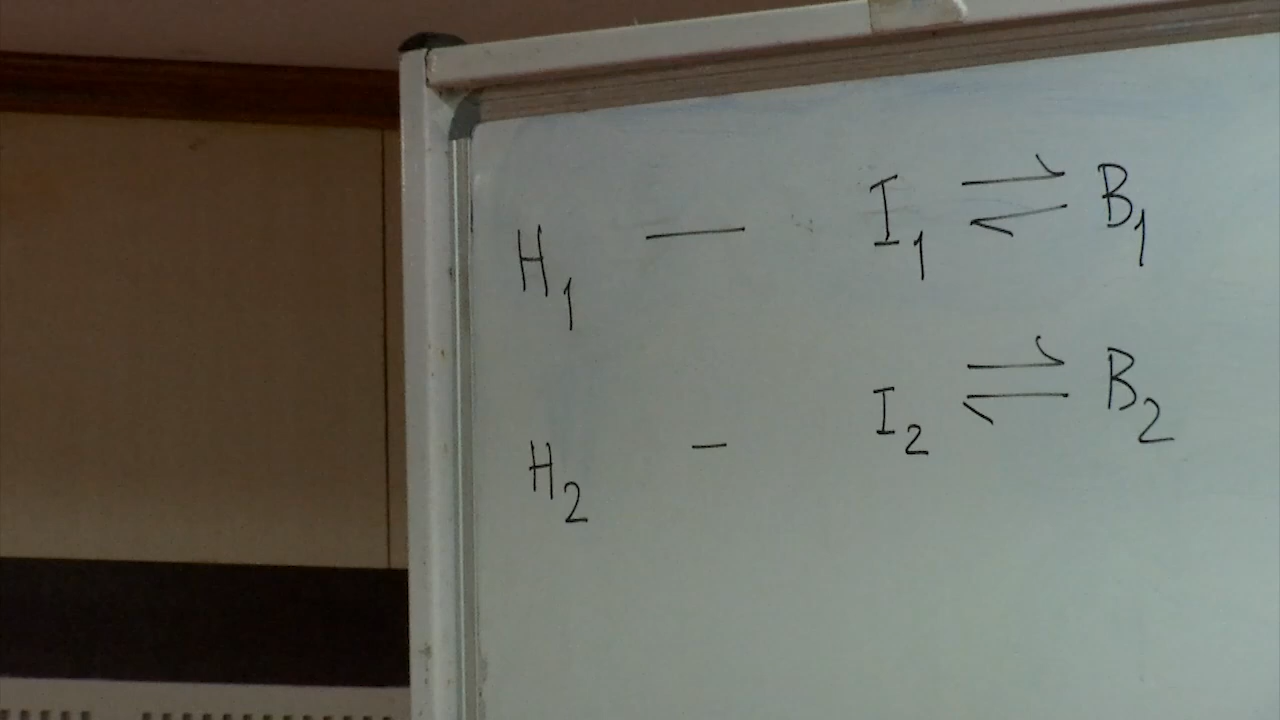 H₁ — I₁ ⇌ B₁
H₂ – I₂ ⇌ B₂